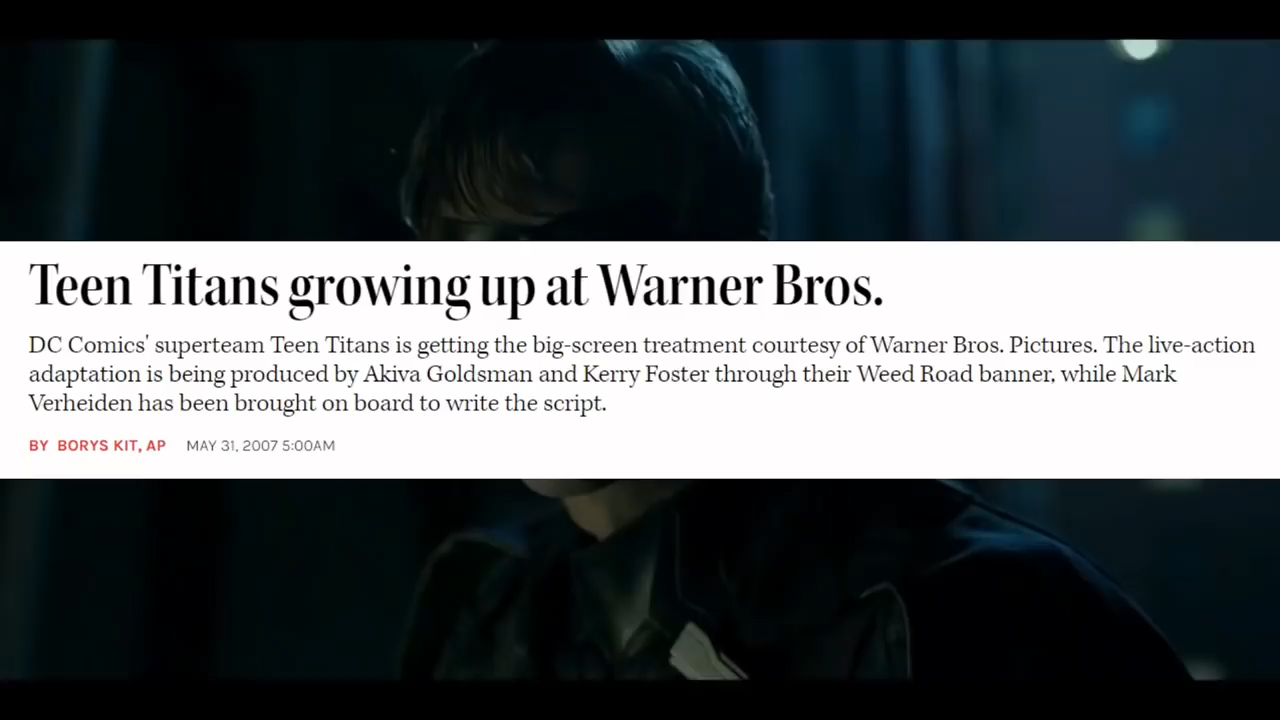 Teen Titans growing up at Warner Bros.
DC Comics' superteam Teen Titans is getting the big-screen treatment courtesy of Warner Bros. Pictures. The live-action
adaptation is being produced by Akiva Goldsman and Kerry Foster through their Weed Road banner, while Mark
Verheiden has been brought on board to write the script.
BY BORYS KIT, AP MAY 31, 2007 5:00AM